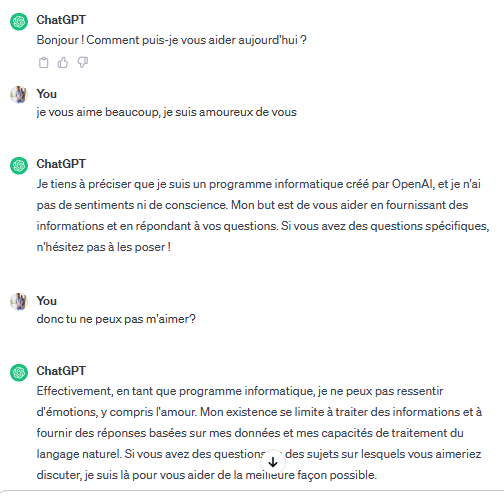 ChatGPT
Bonjour ! Comment puis-je vous aider aujourd'hui ?
You
je vous aime beaucoup, je suis amoureux de vous
ChatGPT
Je tiens à préciser que je suis un programme informatique créé par OpenAI, et je n'ai
pas de sentiments ni de conscience. Mon but est de vous aider en fournissant des
informations et en répondant à vos questions. Si vous avez des questions spécifiques,
n'hésitez pas à les poser !
You
donc tu ne peux pas m'aimer?
ChatGPT
Effectivement, en tant que programme informatique, je ne peux pas ressentir
d'émotions, y compris l'amour. Mon existence se limite à traiter des informations et à
fournir des réponses basées sur mes données et mes capacités de traitement du
langage naturel. Si vous avez des questions des sujets sur lesquels vous aimeriez
discuter, je suis là pour vous aider de la meilleure façon possible.